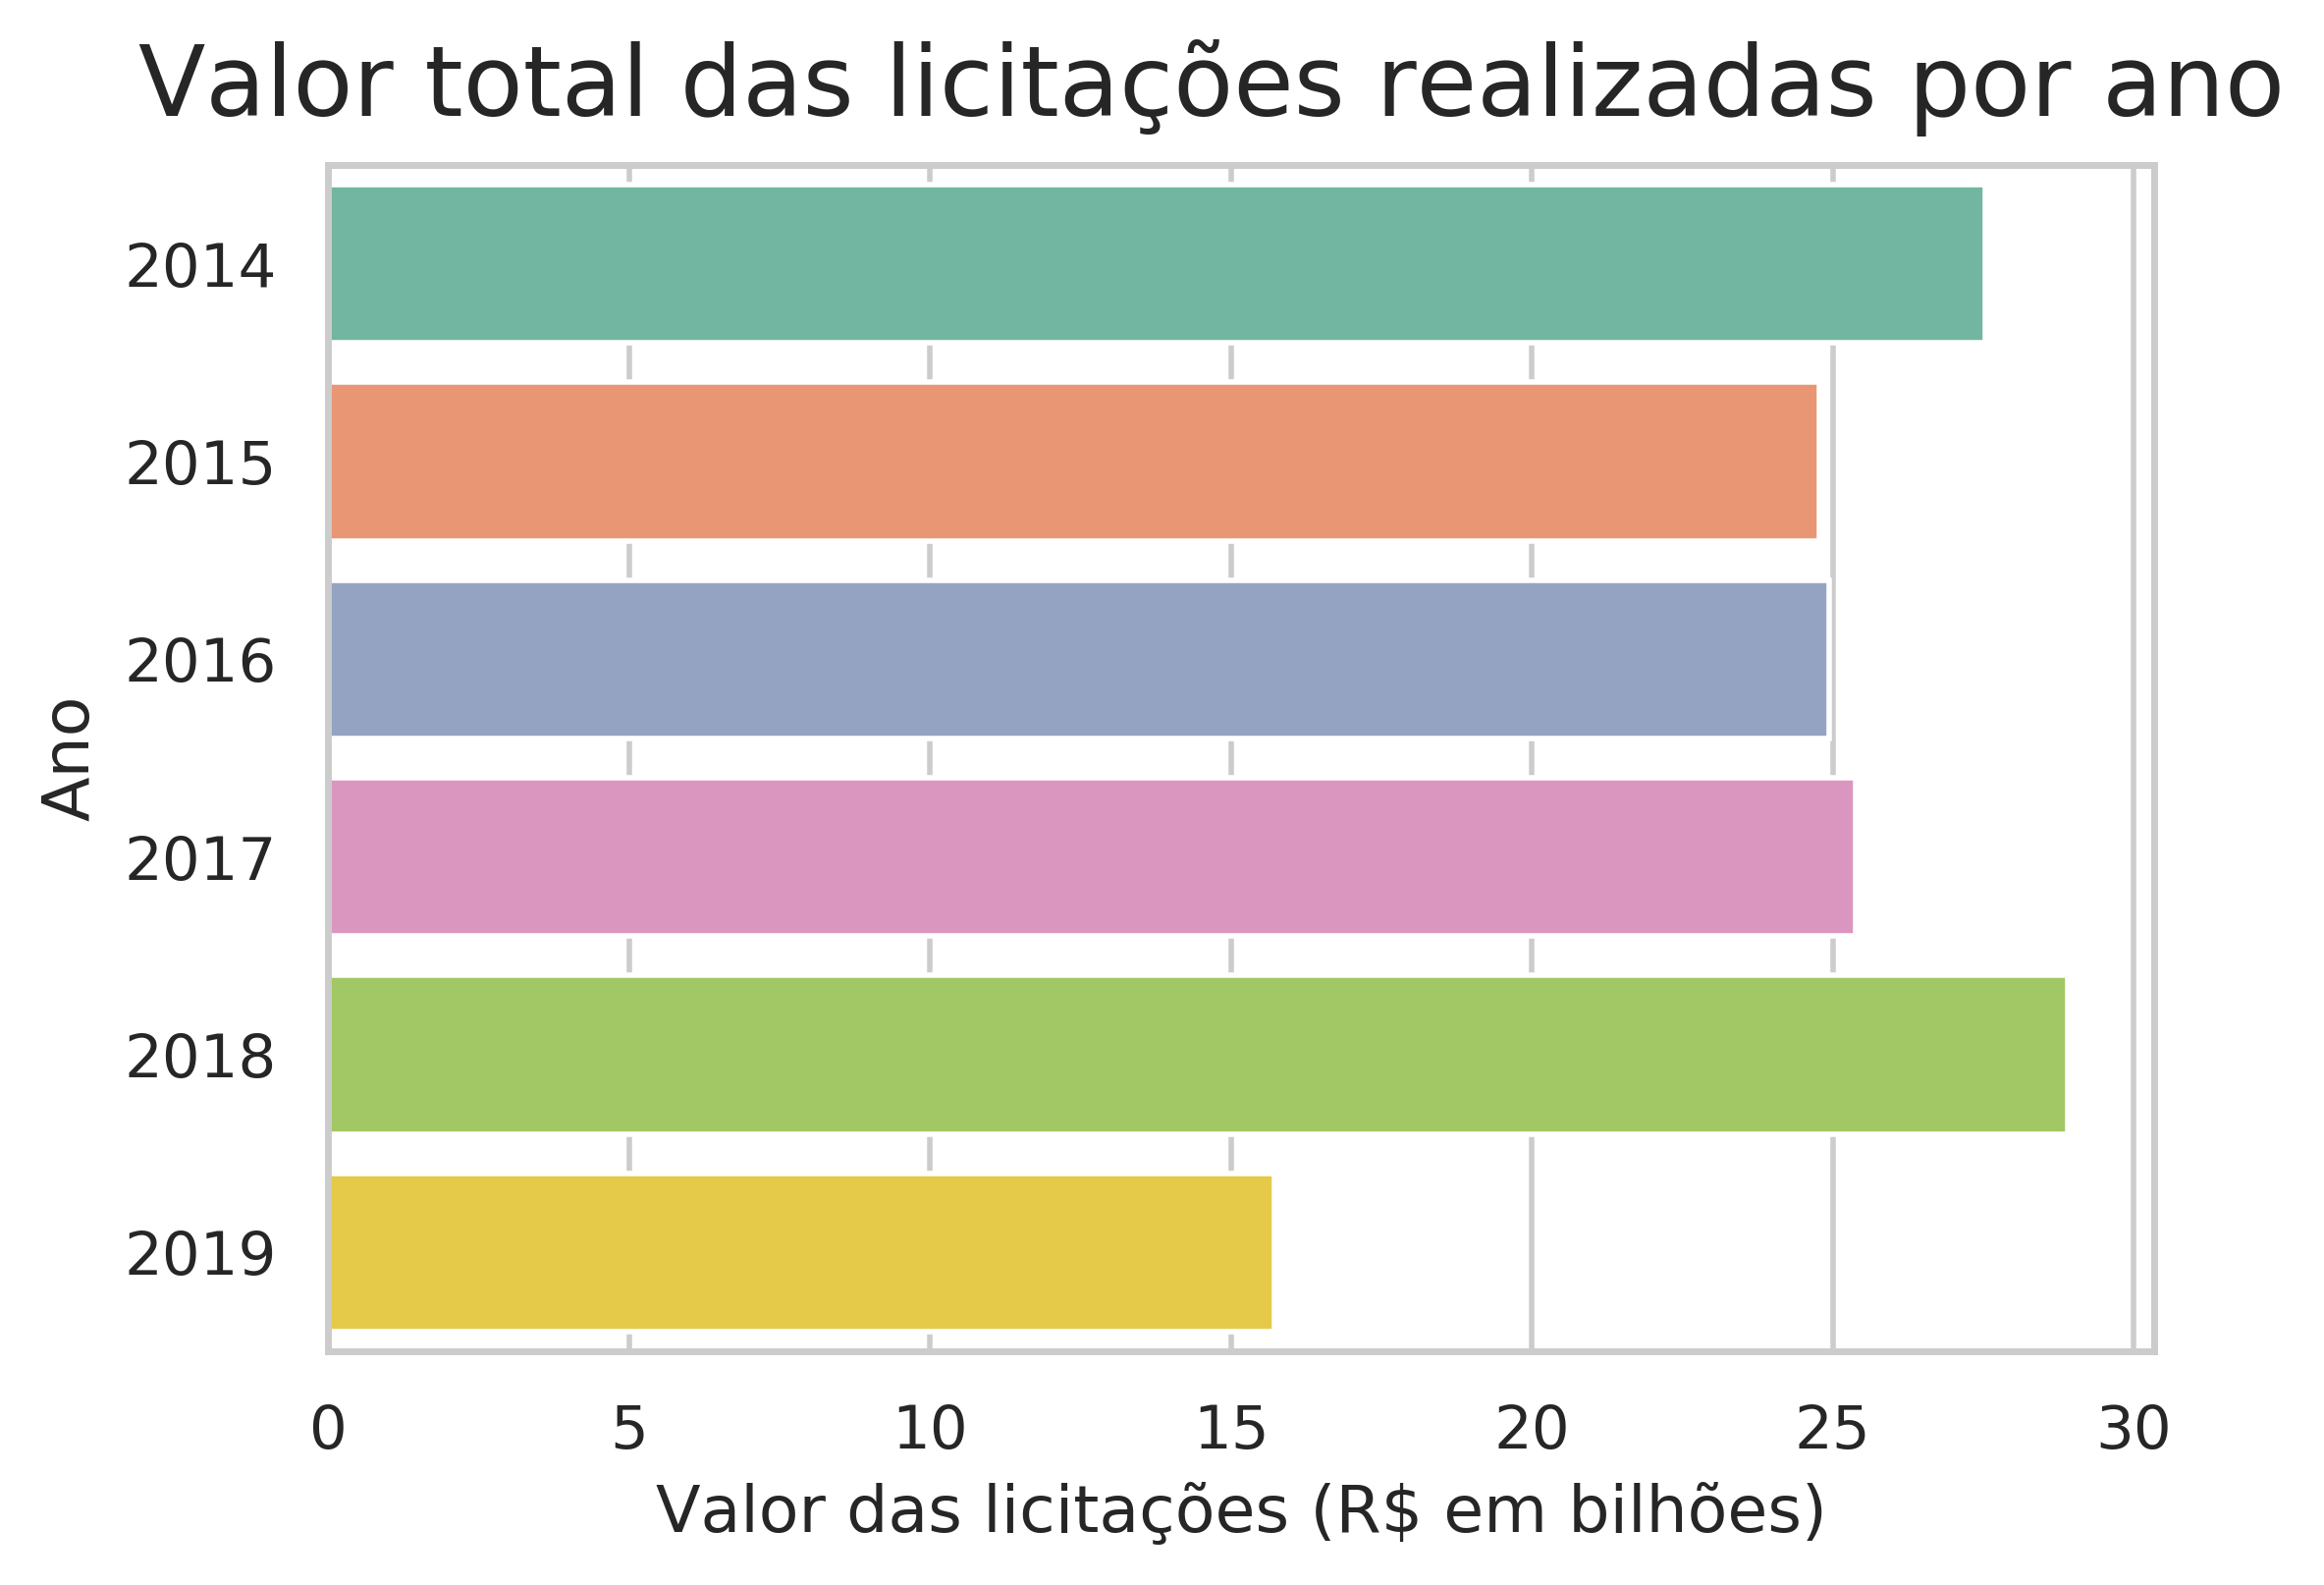 Valor total das licitações realizadas por ano
2014
2015
2016
2017
2018
2019
Ano
0 5 10 15 20 25 30
Valor das licitações (R$ em bilhões)